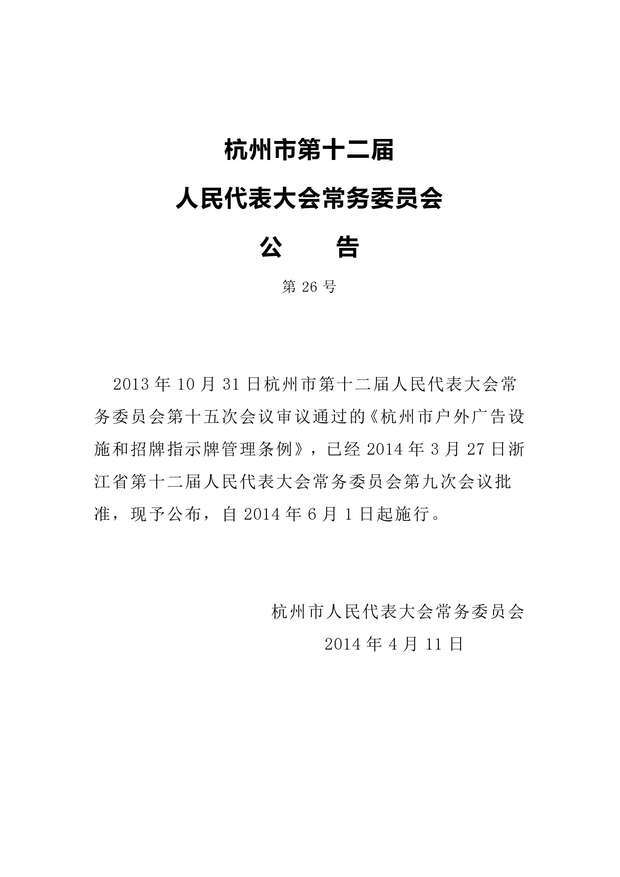 杭州市第十二届
人民代表大会常务委员会
公 告
第 26 号
2013 年 10 月 31 日杭州市第十二届人民代表大会常
务委员会第十五次会议审议通过的《杭州市户外广告设
施和招牌指示牌管理条例》，已经 2014 年 3 月 27 日浙
江省第十二届人民代表大会常务委员会第九次会议批
准，现予公布，自 2014 年 6 月 1 日起施行。
杭州市人民代表大会常务委员会
2014 年 4 月 11 日